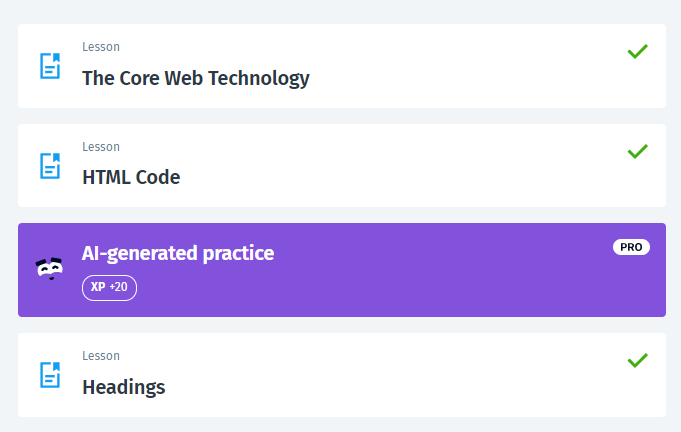 Lesson
The Core Web Technology
Lesson
HTML Code
AI-generated practice
PRO
XP +20
Lesson
Headings